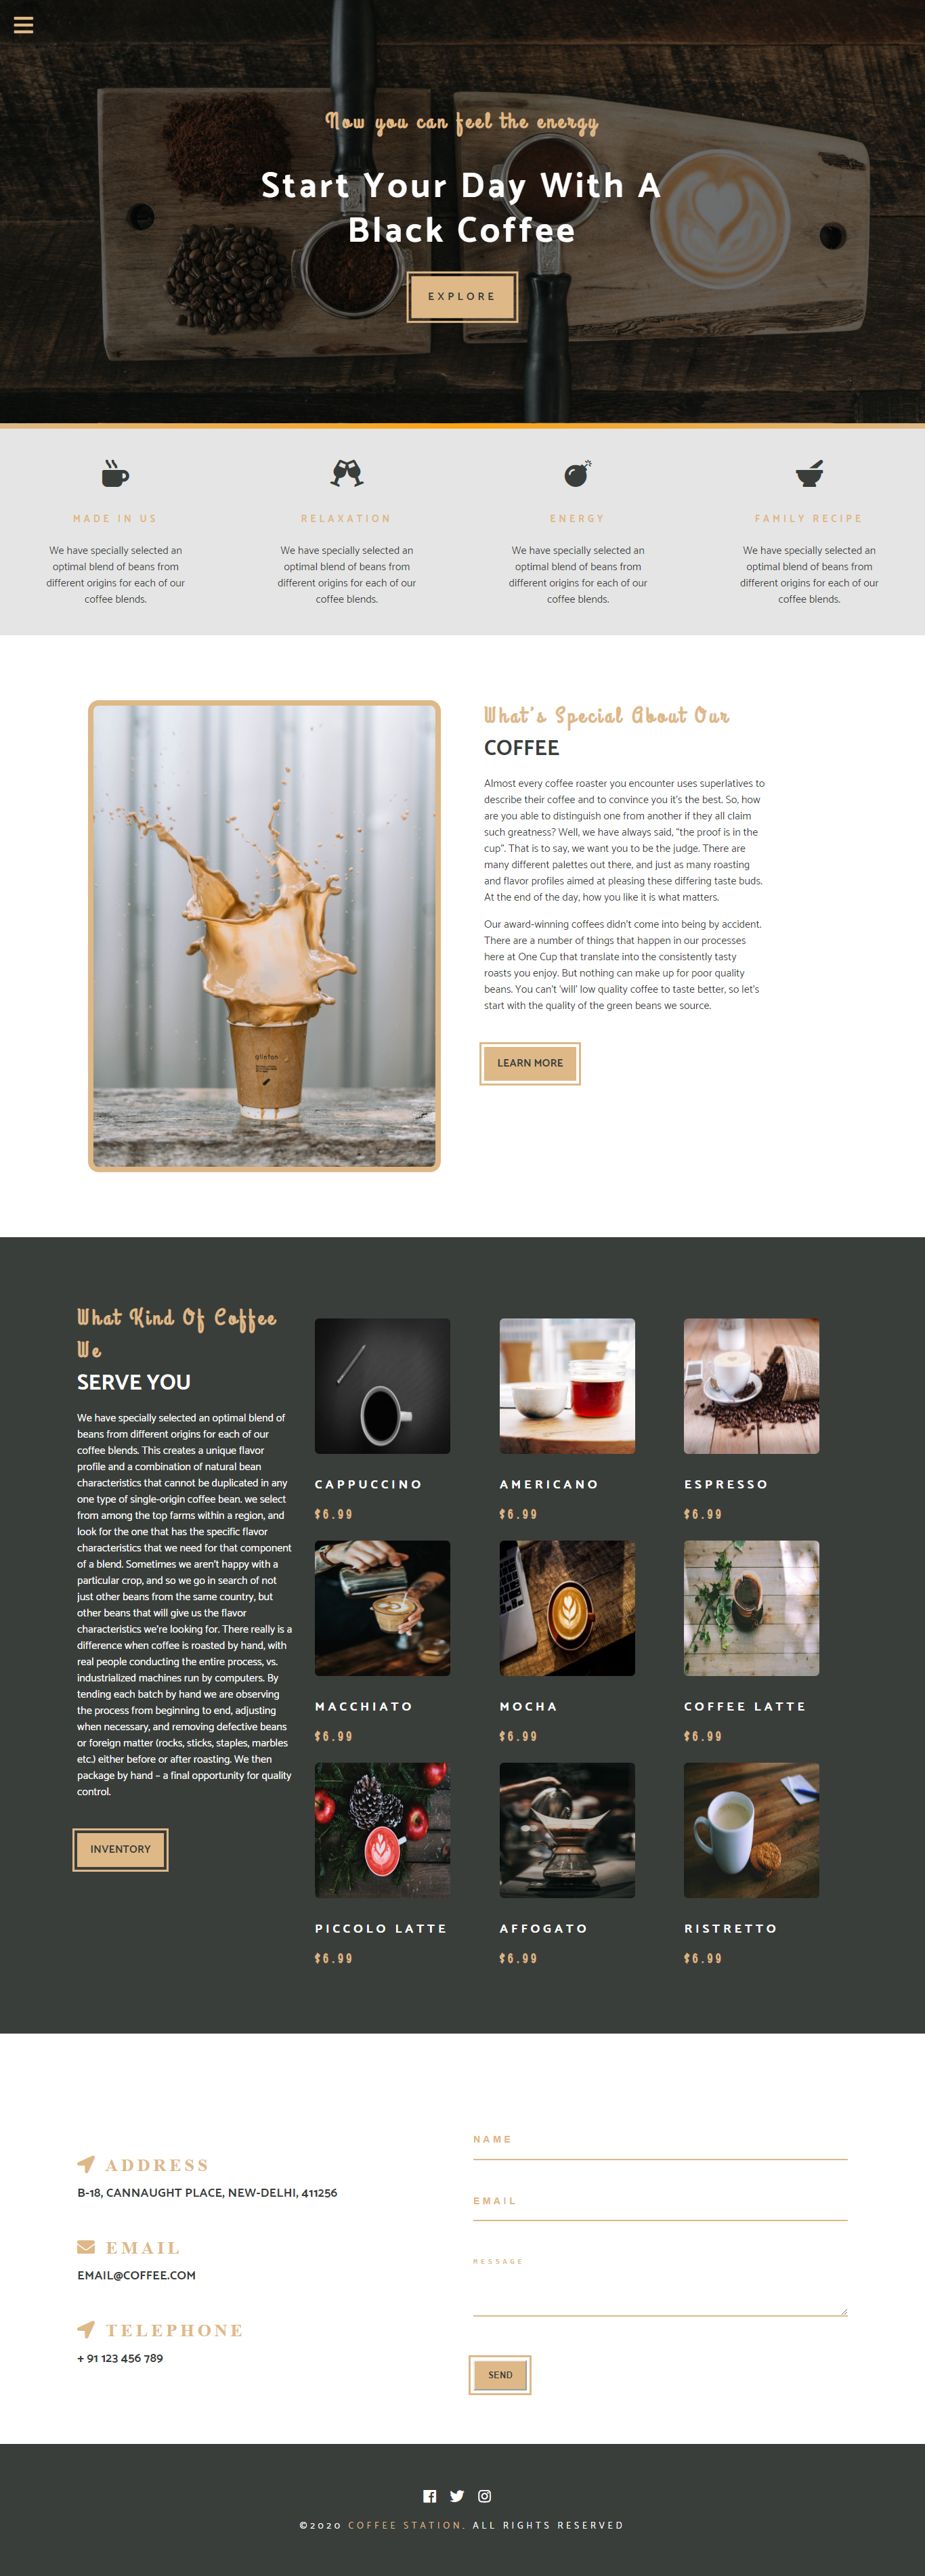 Now you can feel the energy
Start Your Day With A
Black Coffee
EXPLORE
MADE IN US
We have specially selected an
optimal blend of beans from
different origins for each of our
coffee blends.
RELAXATION
We have specially selected an
optimal blend of beans from
different origins for each of our
coffee blends.
ENERGY
We have specially selected an
optimal blend of beans from
different origins for each of our
coffee blends.
FAMILY RECIPE
We have specially selected an
optimal blend of beans from
different origins for each of our
coffee blends.
What's Special About Our
COFFEE
Almost every coffee roaster you encounter uses superlatives to
describe their coffee and to convince you it's the best. So, how
are you able to distinguish one from another if they all claim
such greatness? Well, we have always said, "the proof is in the
cup". That is to say, we want you to be the judge. There are
many different palettes out there, and just as many roasting
and flavor profiles aimed at pleasing these differing taste buds.
At the end of the day, how you like it is what matters.
Our award-winning coffees didn't come into being by accident.
There are a number of things that happen in our processes
here at One Cup that translate into the consistently tasty
roasts you enjoy. But nothing can make up for poor quality
beans. You can't 'will' low quality coffee to taste better, so let's
start with the quality of the green beans we source.
LEARN MORE
What Kind Of Coffee
We
SERVE YOU
We have specially selected an optimal blend of
beans from different origins for each of our
coffee blends. This creates a unique flavor
profile and a combination of natural bean
characteristics that cannot be duplicated in any
one type of single-origin coffee bean. we select
from among the top farms within a region, and
look for the one that has the specific flavor
characteristics that we need for that component
of a blend. Sometimes we aren't happy with a
particular crop, and so we go in search of not
just other beans from the same country, but
other beans that will give us the flavor
characteristics we're looking for. There really is a
difference when coffee is roasted by hand, with
real people conducting the entire process, vs.
industrialized machines run by computers. By
tending each batch by hand we are observing
the process from beginning to end, adjusting
when necessary, and removing defective beans
or foreign matter (rocks, sticks, staples, marbles
etc.) either before or after roasting. We then
package by hand – a final opportunity for quality
control.
INVENTORY
CAPPUCCINO
$6.99
AMERICANO
$6.99
ESPRESSO
$6.99
MACCHIATO
$6.99
MOCHA
$6.99
COFFEE LATTE
$6.99
PICCOLO LATTE
$6.99
AFFOGATO
$6.99
RISTRETTO
$6.99
ADDRESS
B-18, CANNAUGHT PLACE, NEW-DELHI, 411256
EMAIL
EMAIL@COFFEE.COM
TELEPHONE
+ 91 123 456 789
NAME
EMAIL
MESSAGE
SEND
©2020 COFFEE STATION. ALL RIGHTS RESERVED